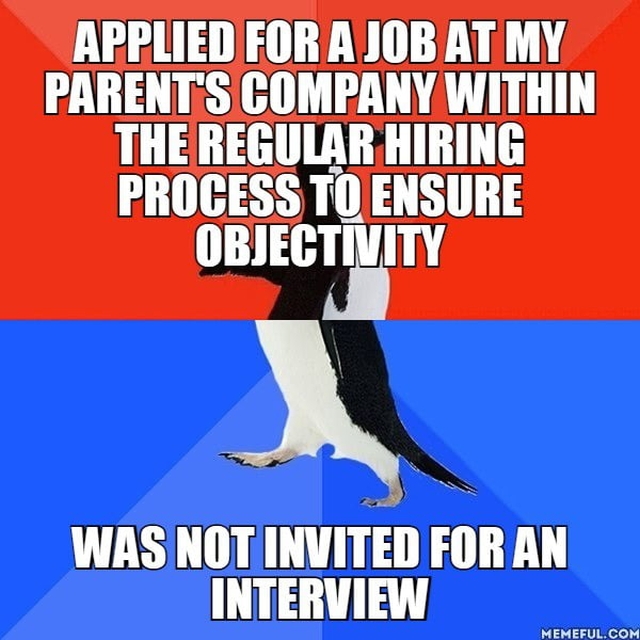 APPLIED FOR A JOB AT MY
PARENT'S COMPANY WITHIN
THE REGULAR HIRING
PROCESS TO ENSURE
OBJECTIVITY
WAS NOT INVITED FOR AN
INTERVIEW
MEMEFUL.COM